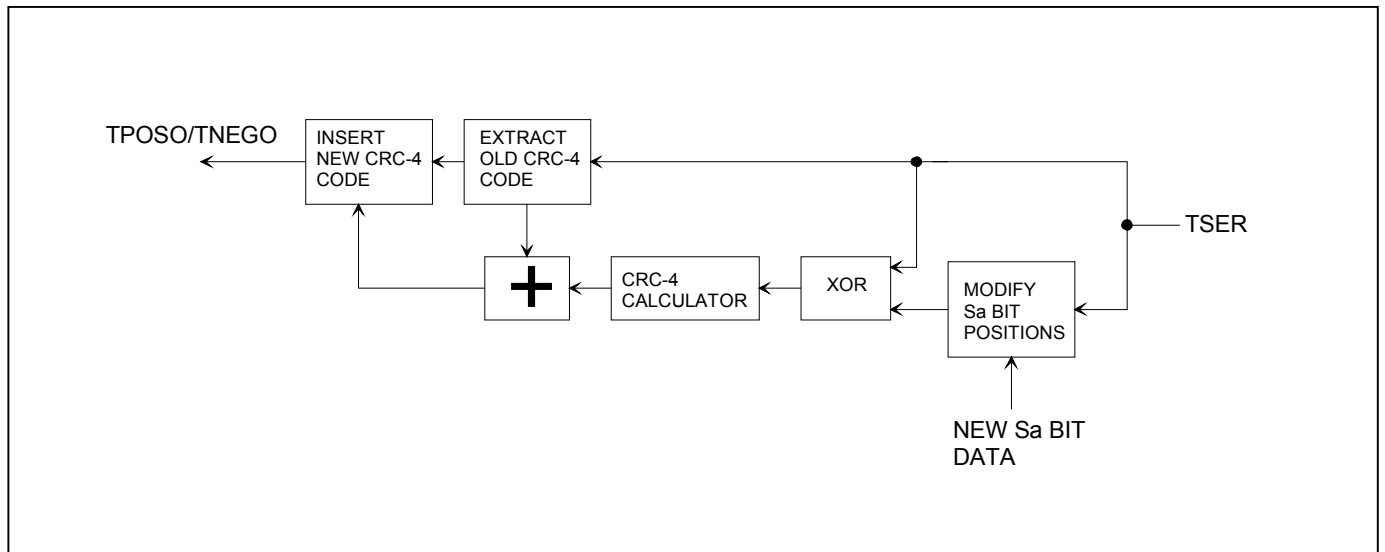 TPOSO/TNEGO
INSERT
NEW CRC-4
CODE
EXTRACT
OLD CRC-4
CODE
TSER
+
CRC-4
CALCULATOR
XOR
MODIFY
Sa BIT
POSITIONS
NEW Sa BIT
DATA